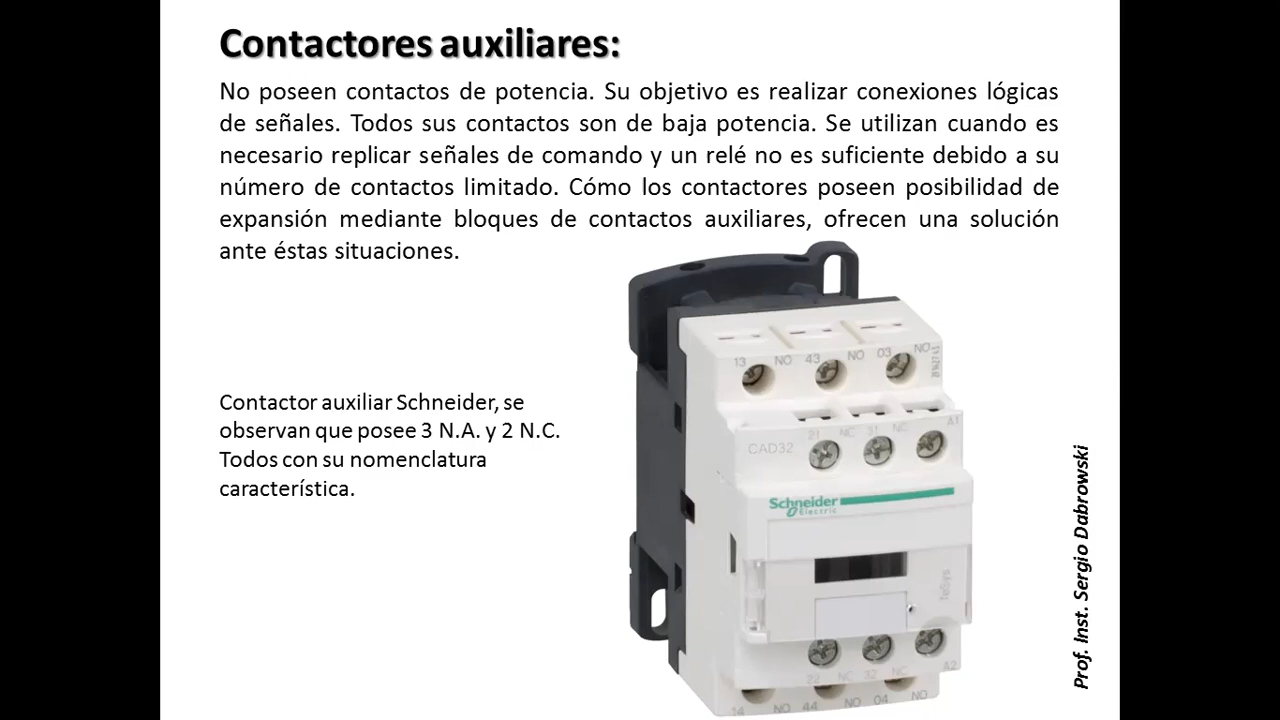 Contactores auxiliares:
No poseen contactos de potencia. Su objetivo es realizar conexiones lógicas
de señales. Todos sus contactos son de baja potencia. Se utilizan cuando es
necesario replicar señales de comando y un relé no es suficiente debido a su
número de contactos limitado. Cómo los contactores poseen posibilidad de
expansión mediante bloques de contactos auxiliares, ofrecen una solución
ante éstas situaciones.
Contactor auxiliar Schneider, se
observan que posee 3 N.A. y 2 N.C.
Todos con su nomenclatura
característica.
13 NO 43 NO 03 NO
21 NC 31 NC A1
CAD32
Schneider
Electric
TeSys
22 NC 32 NC A2
14 NO 44 NO 04 NO
Prof. Inst. Sergio Dabrowski